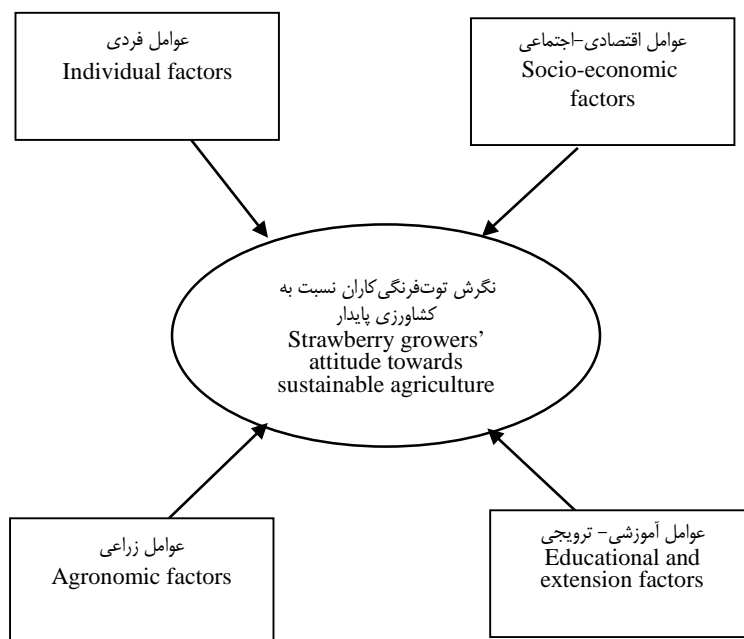 عوامل فردی
Individual factors
عوامل اقتصادی-اجتماعی
Socio-economic
factors
نگرش توت‌فرنگی‌کاران نسبت به
کشاورزی پایدار
Strawberry growers’
attitude towards
sustainable agriculture
عوامل زراعی
Agronomic factors
عوامل آموزشی- ترویجی
Educational and
extension factors